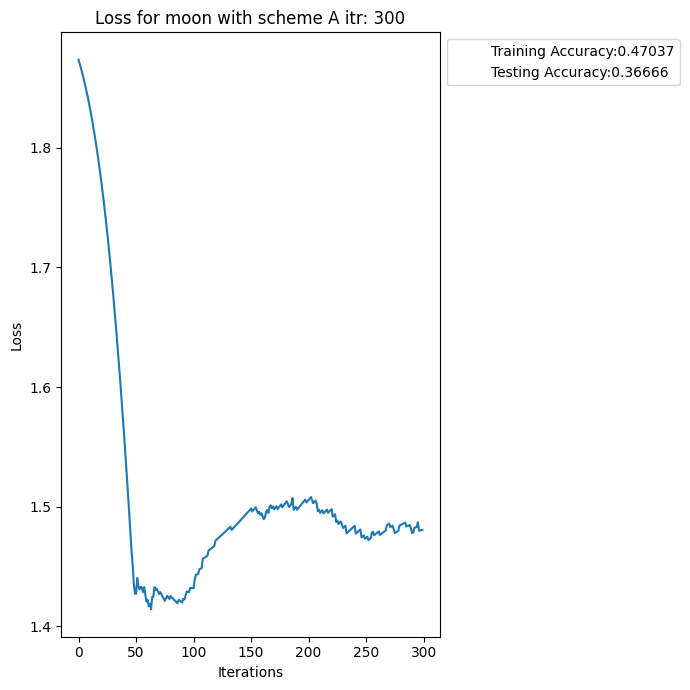 Loss for moon with scheme A itr: 300
Training Accuracy:0.47037
Testing Accuracy:0.36666
Loss
1.8
1.7
1.6
1.5
1.4
0 50 100 150 200 250 300
Iterations